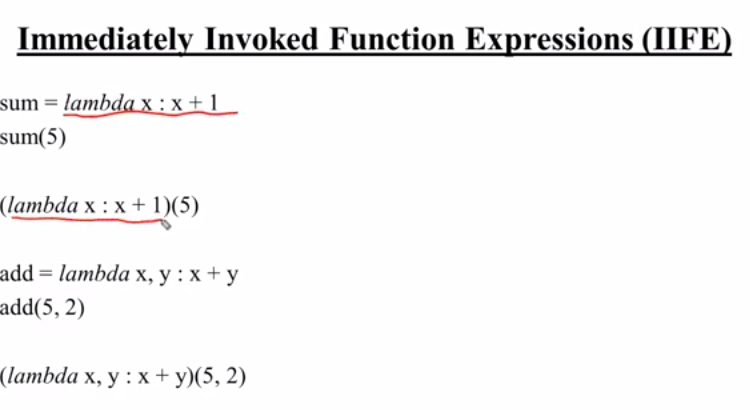 Immediately Invoked Function Expressions (IIFE)
sum = lambda x : x + 1
sum(5)
(lambda x : x + 1)(5)
add = lambda x, y : x + y
add(5, 2)
(lambda x, y : x + y)(5, 2)